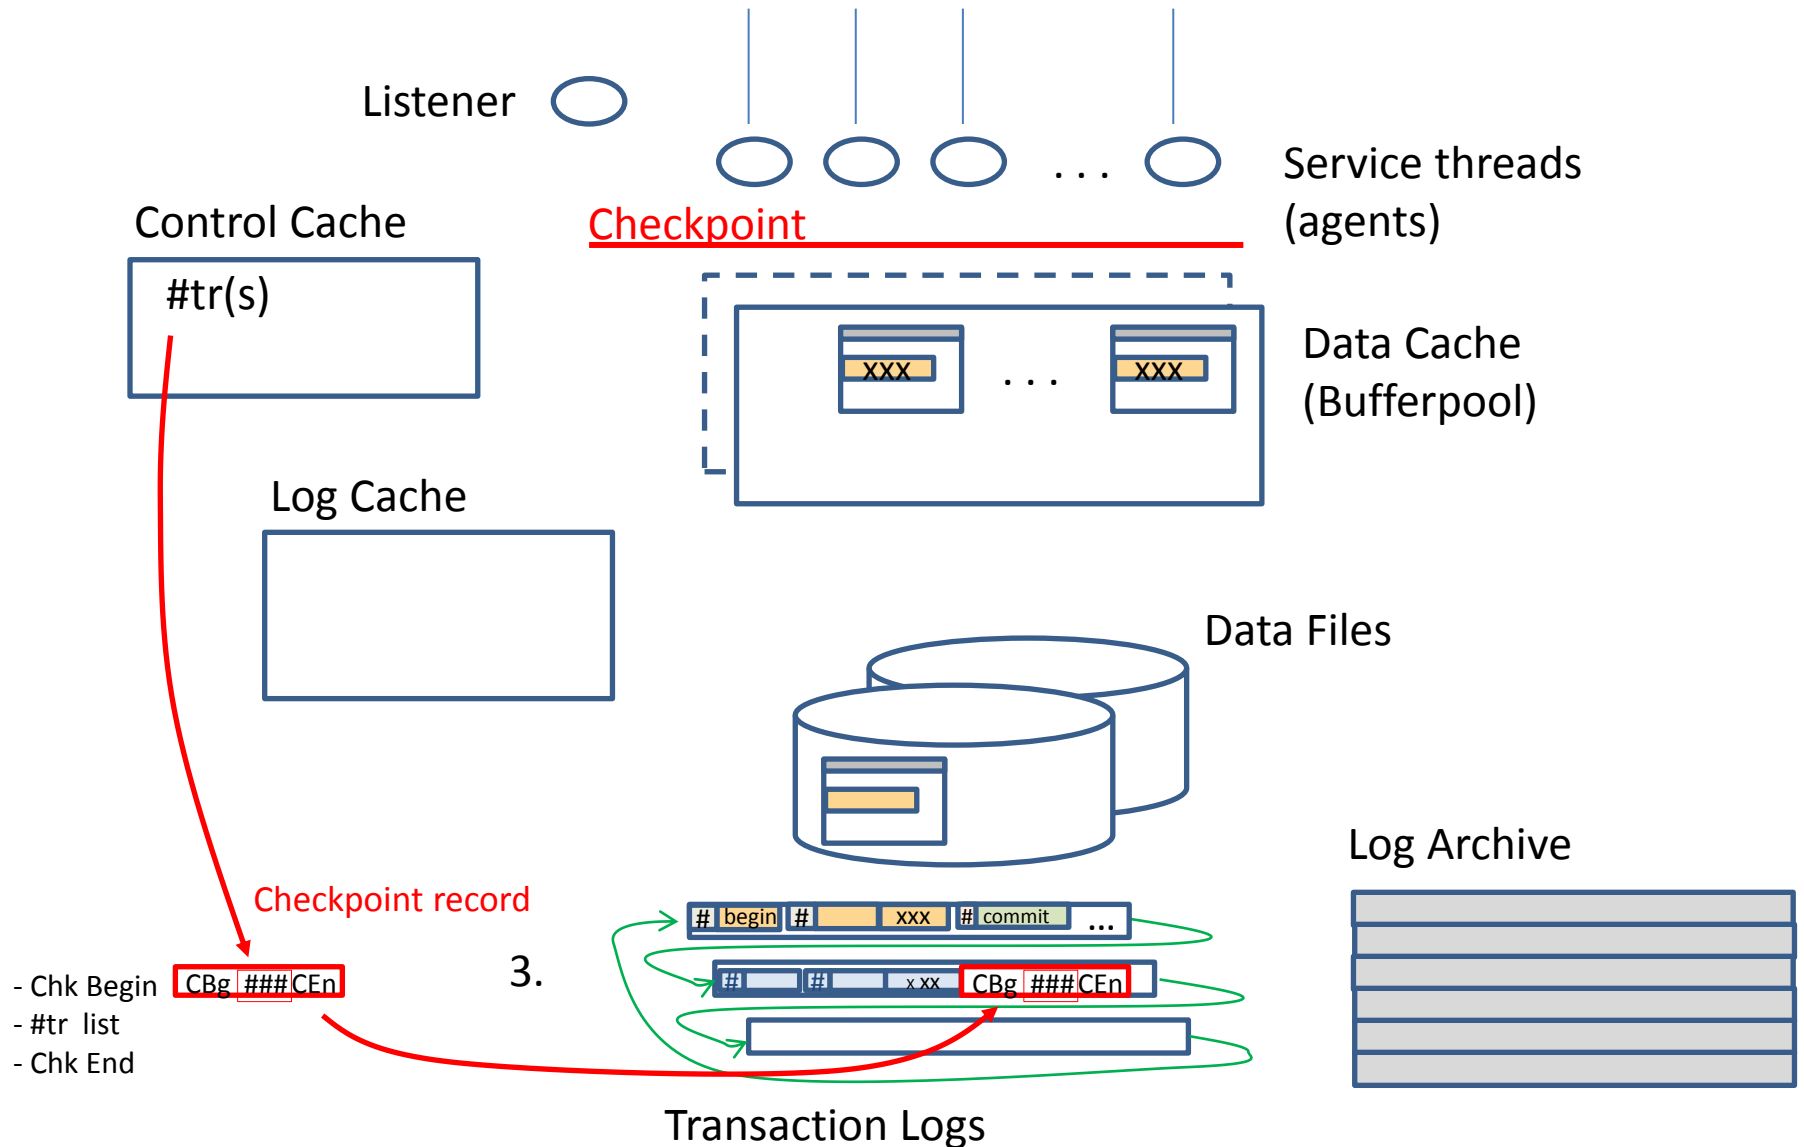 Listener
. . .
Service threads
(agents)
Control Cache
Checkpoint
#tr(s)
xxx
. . .
xxx
Data Cache
(Bufferpool)
Log Cache
Data Files
Log Archive
Checkpoint record
# begin # xxx # commit ...
3.
- Chk Begin
CBg ### CEn
# # x xx CBg ### CEn
- #tr list
- Chk End
Transaction Logs